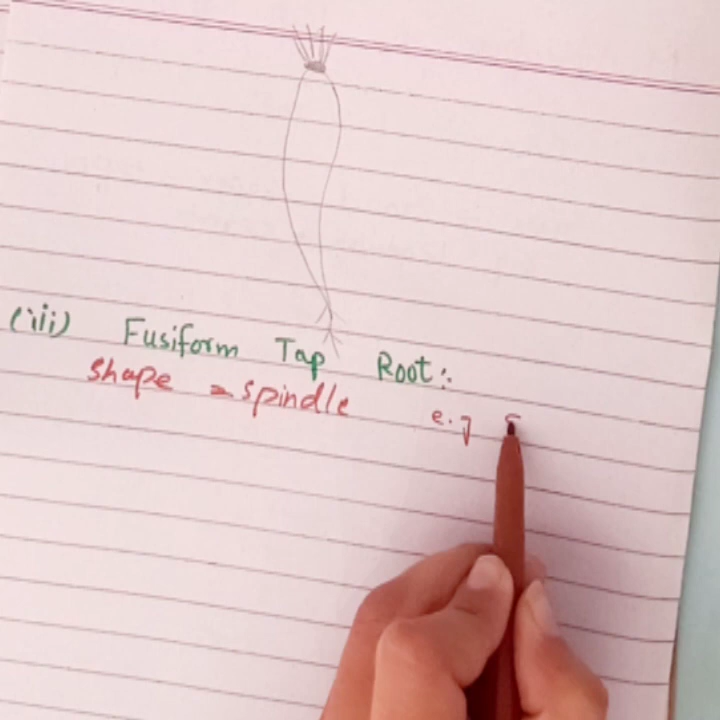 (iii) Fusiform Tap Root:-
shape = spindle e.g